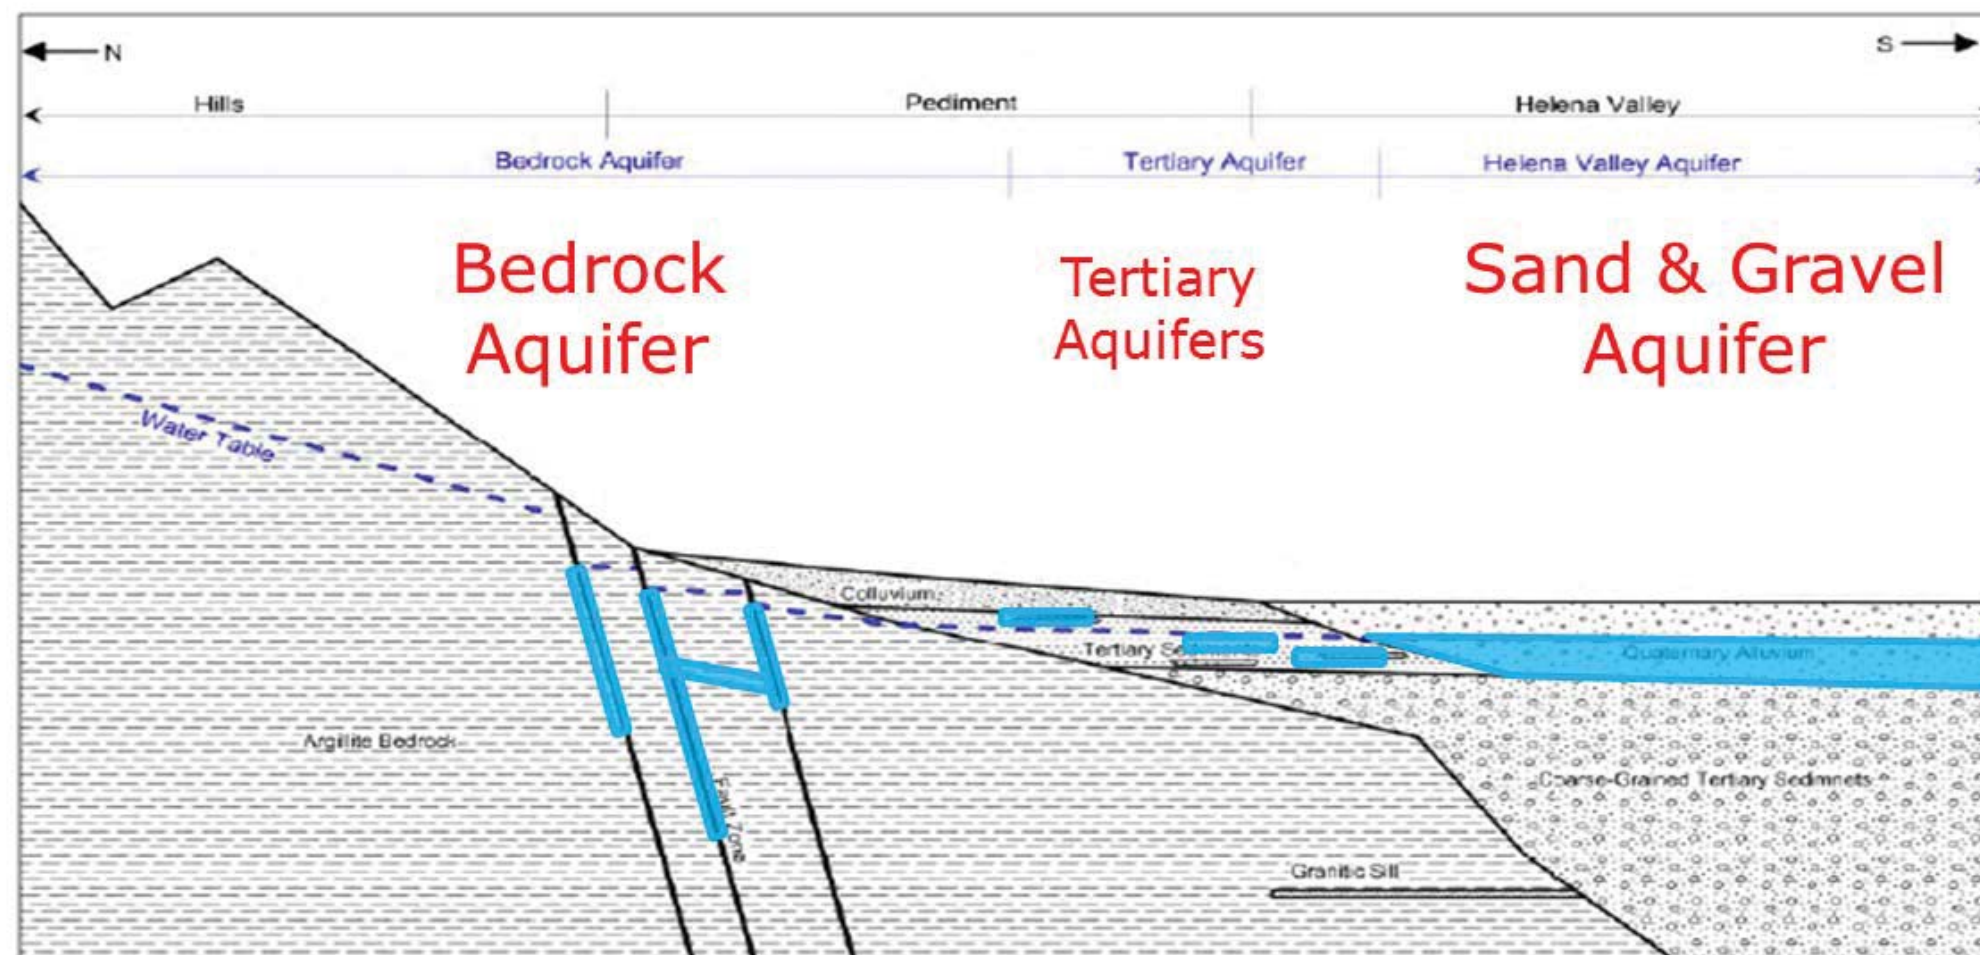 N
S
Hills
Pediment
Helena Valley
Bedrock Aquifer
Tertiary Aquifer
Helena Valley Aquifer
Bedrock
Aquifer
Tertiary
Aquifers
Sand & Gravel
Aquifer
Water Table
Colluvium
Tertiary
Quaternary Alluvium
Argillite Bedrock
Fault Zone
Coarse-Grained Tertiary Sedimnets
Granitic Sill